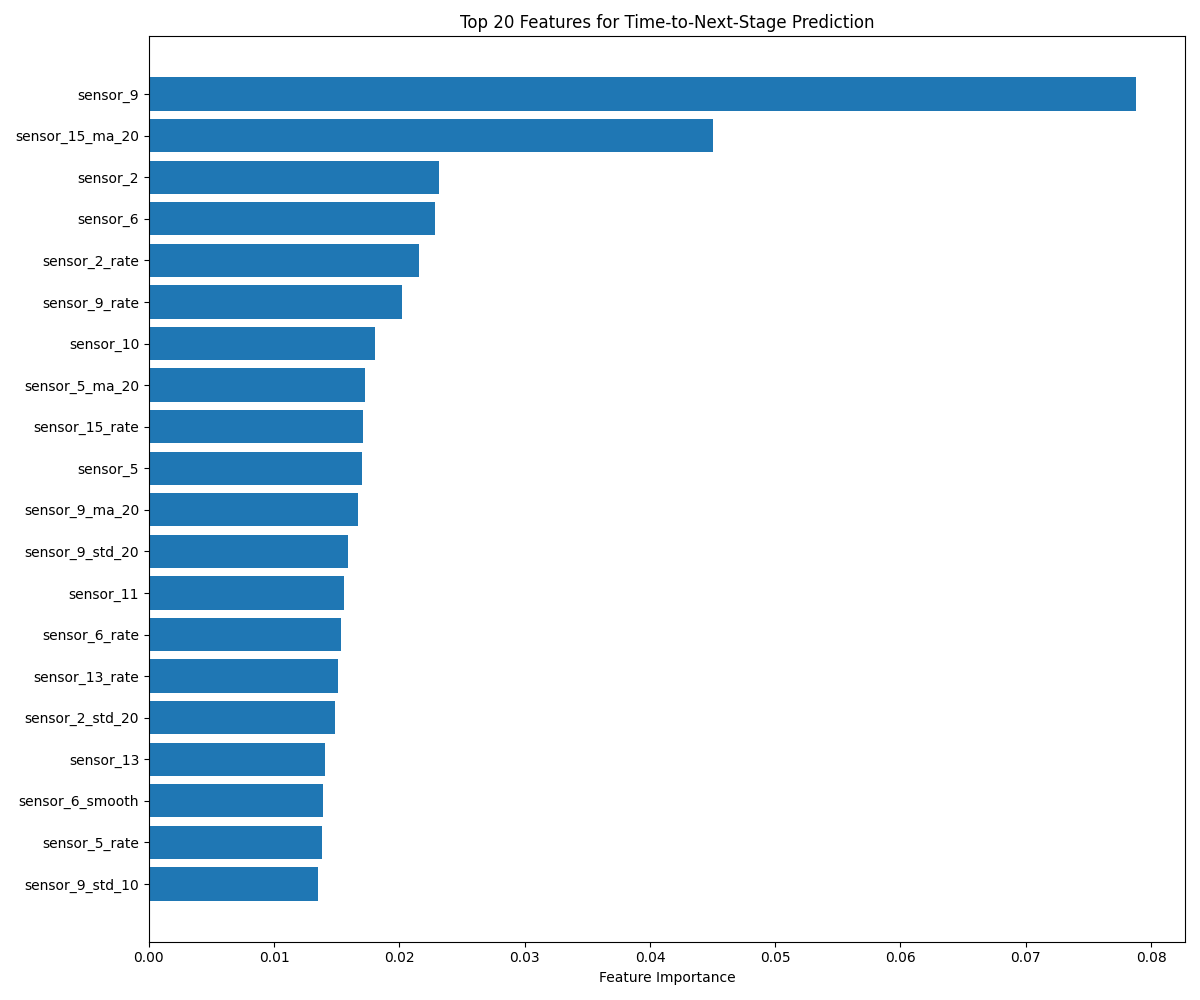 Top 20 Features for Time-to-Next-Stage Prediction
sensor_9
sensor_15_ma_20
sensor_2
sensor_6
sensor_2_rate
sensor_9_rate
sensor_10
sensor_5_ma_20
sensor_15_rate
sensor_5
sensor_9_ma_20
sensor_9_std_20
sensor_11
sensor_6_rate
sensor_13_rate
sensor_2_std_20
sensor_13
sensor_6_smooth
sensor_5_rate
sensor_9_std_10
0.00 0.01 0.02 0.03 0.04 0.05 0.06 0.07 0.08
Feature Importance